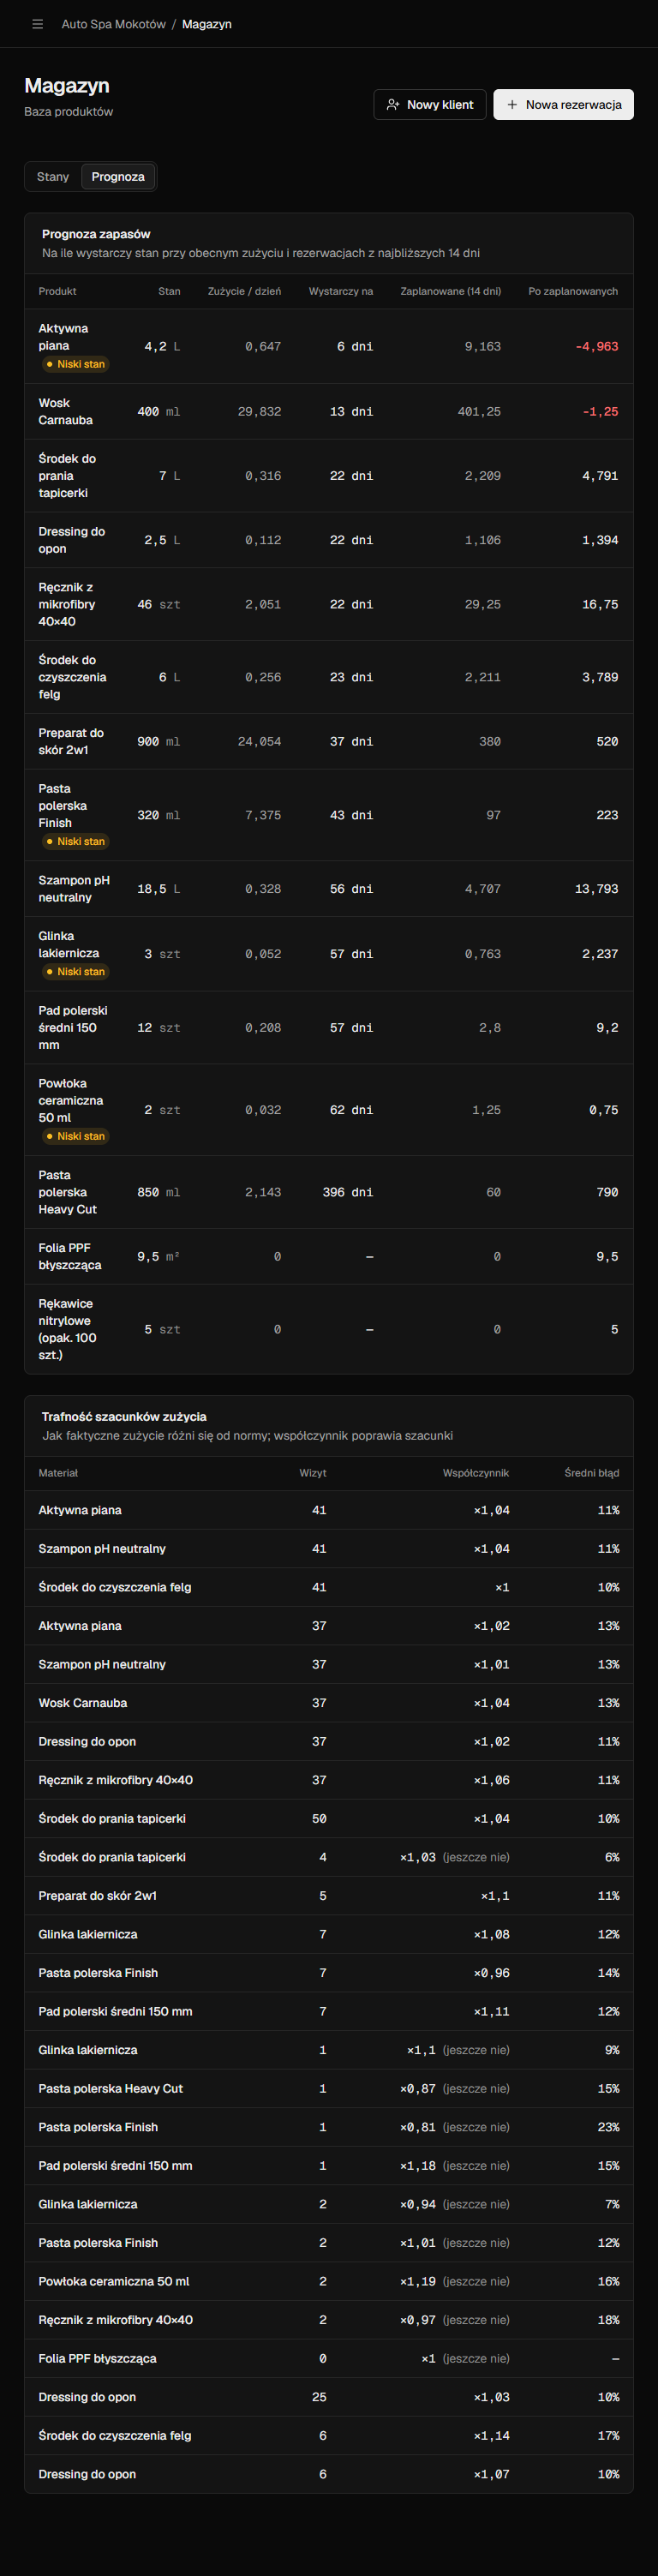 Auto Spa Mokotów / Magazyn
Magazyn
Baza produktów
Nowy klient
Nowa rezerwacja
Stany
Prognoza
Prognoza zapasów
Na ile wystarczy stan przy obecnym zużyciu i rezerwacjach z najbliższych 14 dni
Produkt Stan Zużycie / dzień Wystarczy na Zaplanowane (14 dni) Po zaplanowanych
Aktywna
piana
Niski stan
4,2 L 0,647 6 dni 9,163 -4,963
Wosk
Carnauba
400 ml 29,832 13 dni 401,25 -1,25
Środek do
prania
tapicerki
7 L 0,316 22 dni 2,209 4,791
Dressing do
opon
2,5 L 0,112 22 dni 1,106 1,394
Ręcznik z
mikrofibry
40×40
46 szt 2,051 22 dni 29,25 16,75
Środek do
czyszczenia
felg
6 L 0,256 23 dni 2,211 3,789
Preparat do
skór 2w1
900 ml 24,054 37 dni 380 520
Pasta
polerska
Finish
Niski stan
320 ml 7,375 43 dni 97 223
Szampon pH
neutralny
18,5 L 0,328 56 dni 4,707 13,793
Glinka
lakiernicza
Niski stan
3 szt 0,052 57 dni 0,763 2,237
Pad polerski
średni 150
mm
12 szt 0,208 57 dni 2,8 9,2
Powłoka
ceramiczna
50 ml
Niski stan
2 szt 0,032 62 dni 1,25 0,75
Pasta
polerska
Heavy Cut
850 ml 2,143 396 dni 60 790
Folia PPF
błyszcząca
9,5 m² 0 — 0 9,5
Rękawice
nitrylowe
(opak. 100
szt.)
5 szt 0 — 0 5
Trafność szacunków zużycia
Jak faktyczne zużycie różni się od normy; współczynnik poprawia szacunki
Materiał Wizyt Współczynnik Średni błąd
Aktywna piana 41 ×1,04 11%
Szampon pH neutralny 41 ×1,04 11%
Środek do czyszczenia felg 41 ×1 10%
Aktywna piana 37 ×1,02 13%
Szampon pH neutralny 37 ×1,01 13%
Wosk Carnauba 37 ×1,04 13%
Dressing do opon 37 ×1,02 11%
Ręcznik z mikrofibry 40×40 37 ×1,06 11%
Środek do prania tapicerki 50 ×1,04 10%
Środek do prania tapicerki 4 ×1,03 (jeszcze nie) 6%
Preparat do skór 2w1 5 ×1,1 11%
Glinka lakiernicza 7 ×1,08 12%
Pasta polerska Finish 7 ×0,96 14%
Pad polerski średni 150 mm 7 ×1,11 12%
Glinka lakiernicza 1 ×1,1 (jeszcze nie) 9%
Pasta polerska Heavy Cut 1 ×0,87 (jeszcze nie) 15%
Pasta polerska Finish 1 ×0,81 (jeszcze nie) 23%
Pad polerski średni 150 mm 1 ×1,18 (jeszcze nie) 15%
Glinka lakiernicza 2 ×0,94 (jeszcze nie) 7%
Pasta polerska Finish 2 ×1,01 (jeszcze nie) 12%
Powłoka ceramiczna 50 ml 2 ×1,19 (jeszcze nie) 16%
Ręcznik z mikrofibry 40×40 2 ×0,97 (jeszcze nie) 18%
Folia PPF błyszcząca 0 ×1 (jeszcze nie) —
Dressing do opon 25 ×1,03 10%
Środek do czyszczenia felg 6 ×1,14 17%
Dressing do opon 6 ×1,07 10%